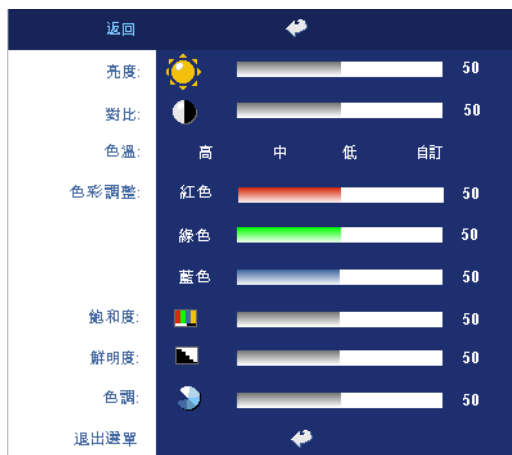 返回
亮度: 50
對比: 50
色溫: 高 中 低 自訂
色彩調整: 紅色 50
綠色 50
藍色 50
飽和度: 50
鮮明度: 50
色調: 50
退出選單